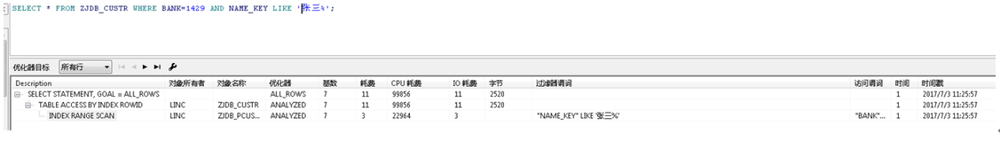 SELECT * FROM ZJDB_CUSTR WHERE BANK=1429 AND NAME_KEY LIKE '张三%';
优化器目标 所有行
Description 对象所有者 对象名称 优化器 基数 耗费 CPU 耗费 IO 耗费 字节 过滤器谓词 访问谓词 时间 时间戳
SELECT STATEMENT, GOAL = ALL_ROWS ALL_ROWS 7 11 99856 11 2520 1 2017/7/3 11:25:57
TABLE ACCESS BY INDEX ROWID LINC ZJDB_CUSTR ANALYZED 7 11 99856 11 2520 1 2017/7/3 11:25:57
INDEX RANGE SCAN LINC ZJDB_PCUS... ANALYZED 7 3 22964 3 "NAME_KEY" LIKE '张三%' "BANK"... 1 2017/7/3 11:25:57